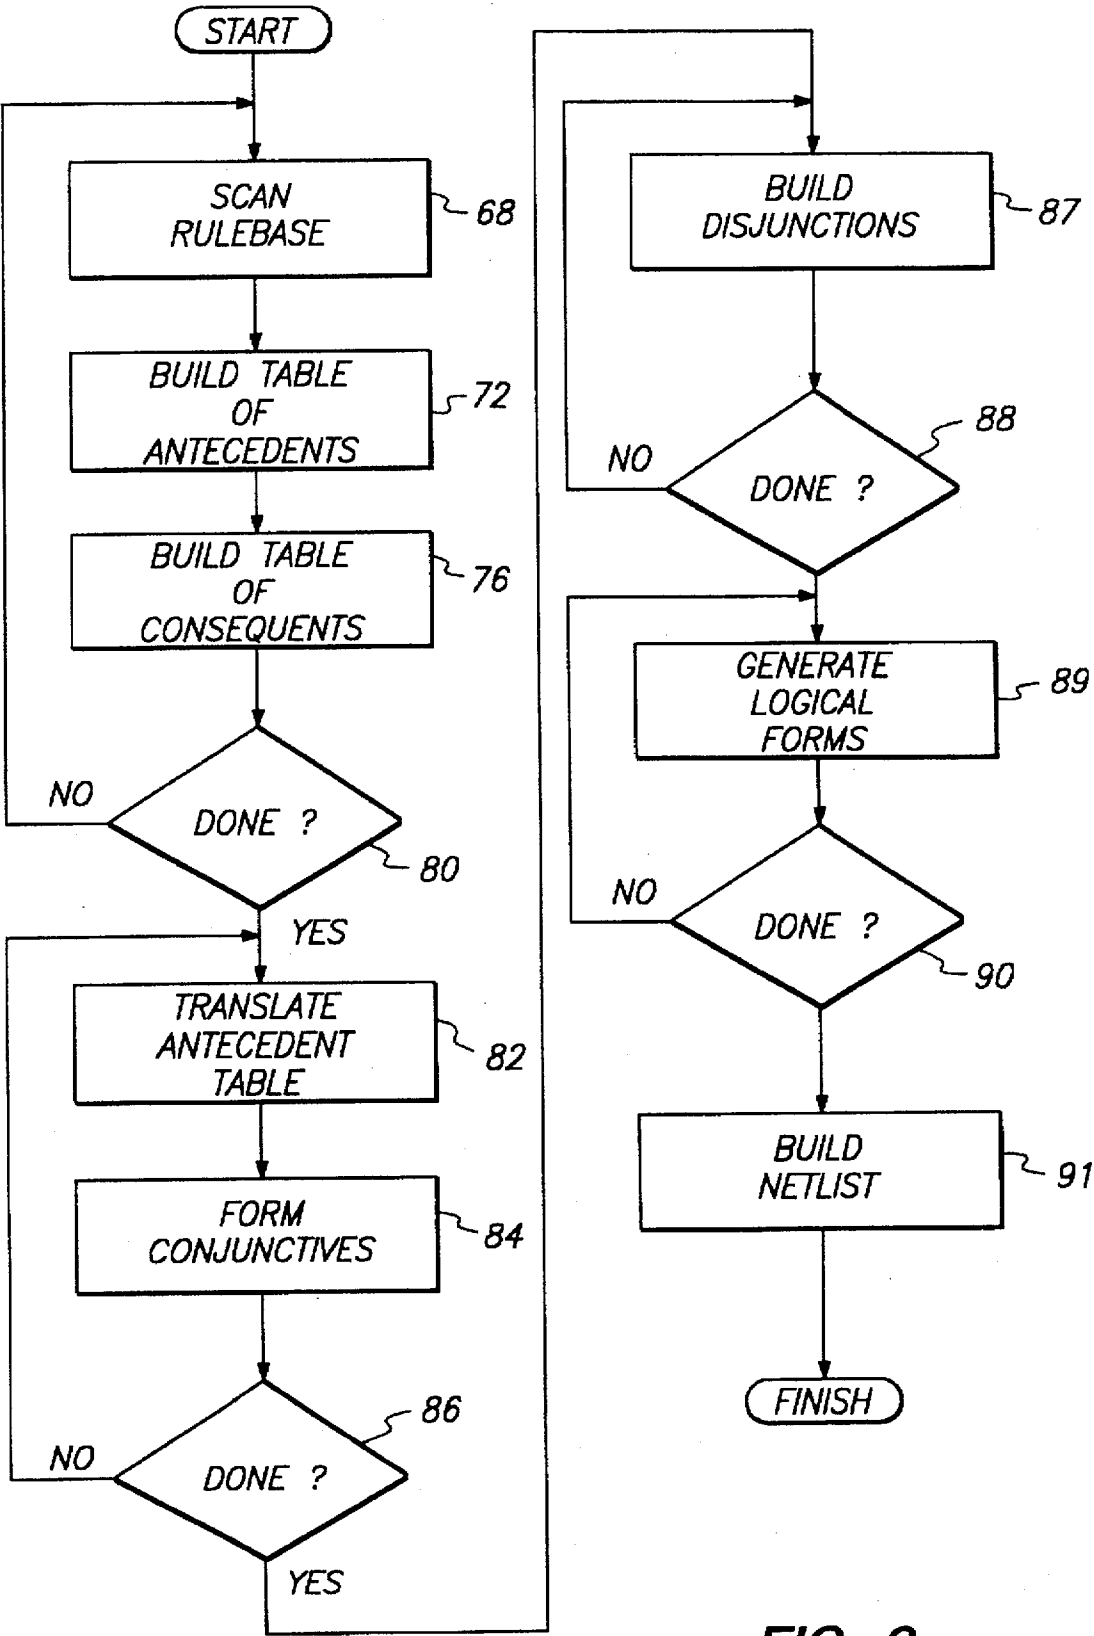 START
SCAN
RULEBASE
68
BUILD TABLE
OF
ANTECEDENTS
72
BUILD TABLE
OF
CONSEQUENTS
76
NO
DONE ?
80
YES
TRANSLATE
ANTECEDENT
TABLE
82
FORM
CONJUNCTIVES
84
86
NO
DONE ?
YES
BUILD
DISJUNCTIONS
87
88
NO
DONE ?
GENERATE
LOGICAL
FORMS
89
NO
DONE ?
90
BUILD
NETLIST
91
FINISH